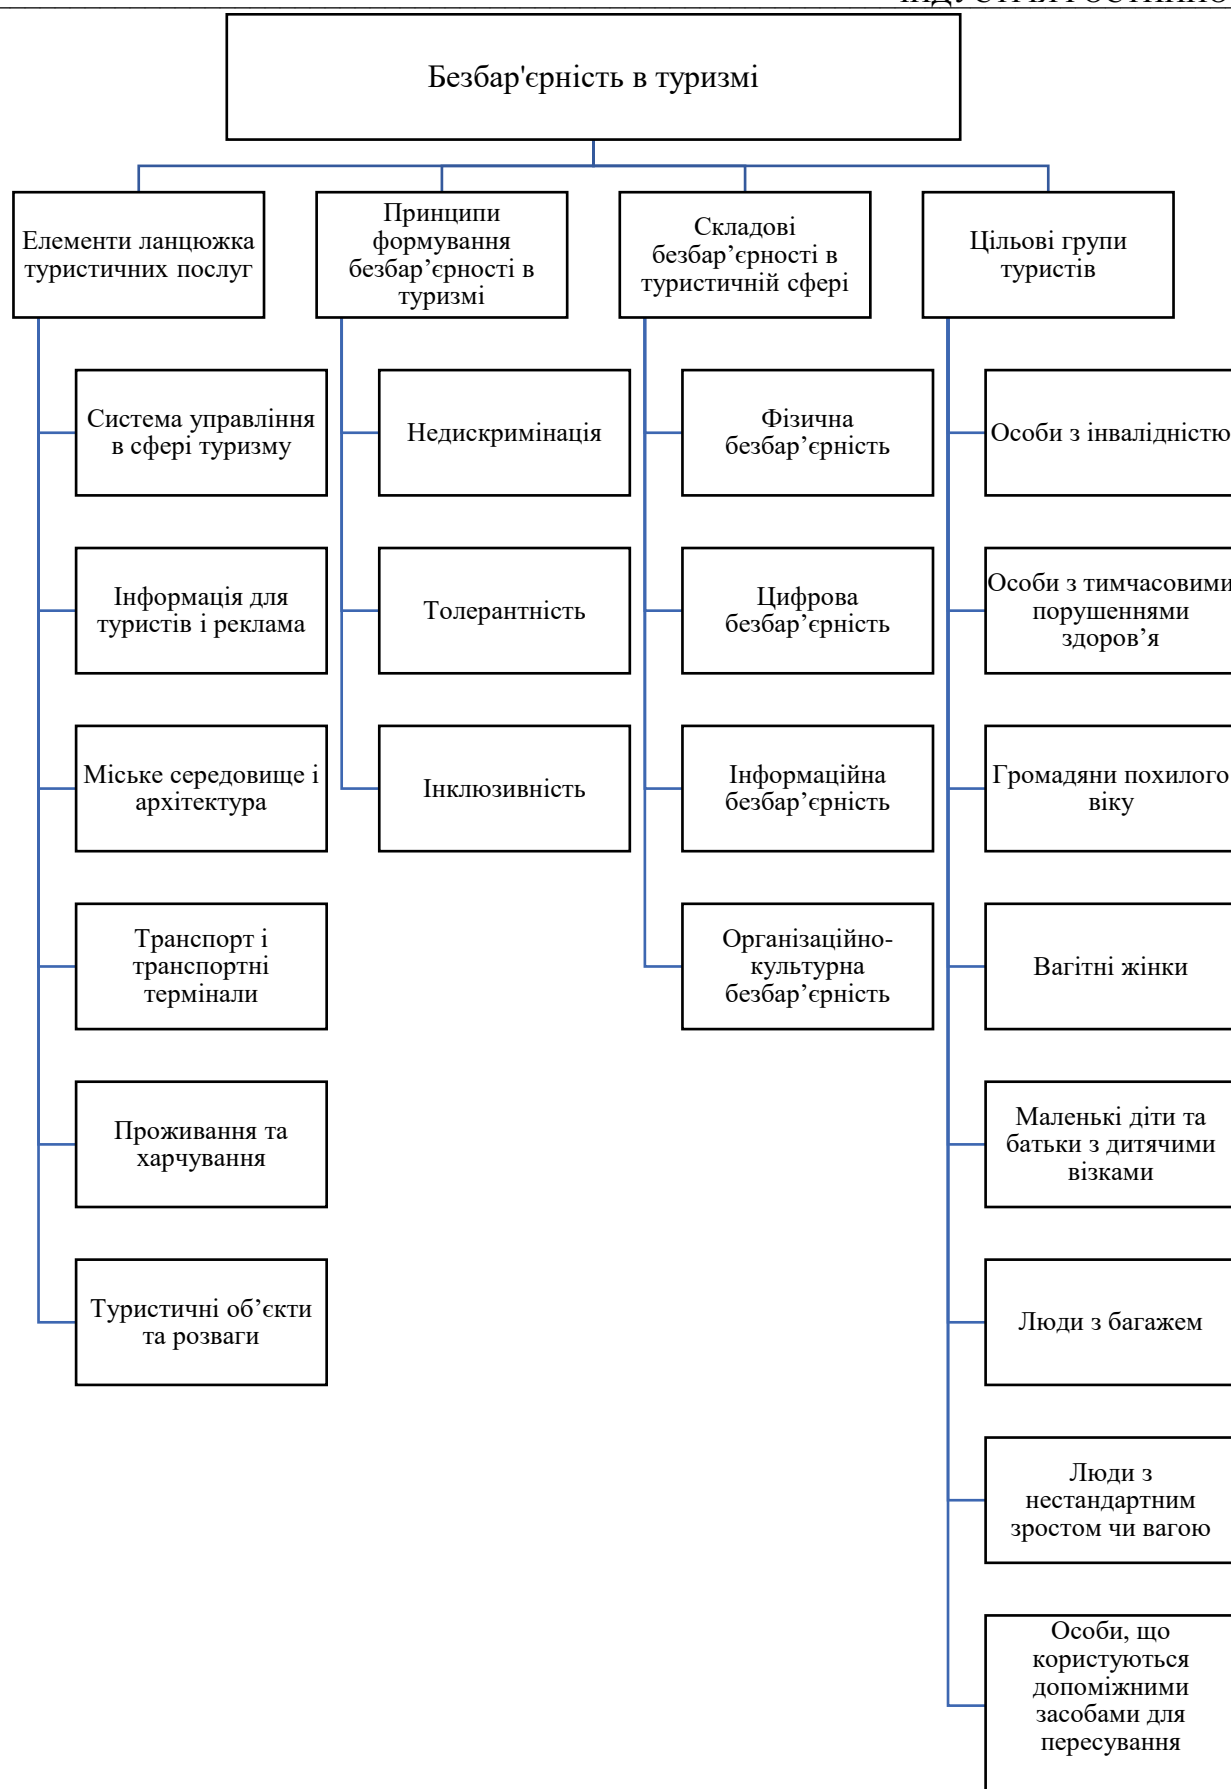 Безбар'єрність в туризмі
Елементи ланцюжка
туристичних послуг
Принципи
формування
безбар’єрності в
туризмі
Складові
безбар’єрності в
туристичній сфері
Цільові групи
туристів
Система управління
в сфері туризму
Інформація для
туристів і реклама
Міське середовище і
архітектура
Транспорт і
транспортні
термінали
Проживання та
харчування
Туристичні об’єкти
та розваги
Недискримінація
Толерантність
Інклюзивність
Фізична
безбар’єрність
Цифрова
безбар’єрність
Інформаційна
безбар’єрність
Організаційно-
культурна
безбар’єрність
Особи з інвалідністю
Особи з тимчасовими
порушеннями
здоров’я
Громадяни похилого
віку
Вагітні жінки
Маленькі діти та
батьки з дитячими
візками
Люди з багажем
Люди з
нестандартним
зростом чи вагою
Особи, що
користуються
допоміжними
засобами для
пересування